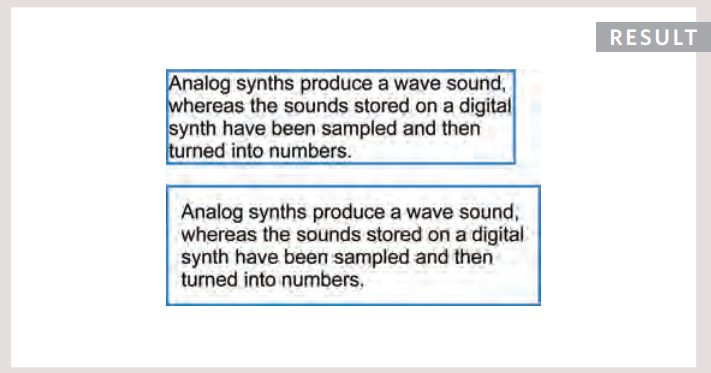 RESULT
Analog synths produce a wave sound,
whereas the sounds stored on a digital
synth have been sampled and then
turned into numbers.
Analog synths produce a wave sound,
whereas the sounds stored on a digital
synth have been sampled and then
turned into numbers.